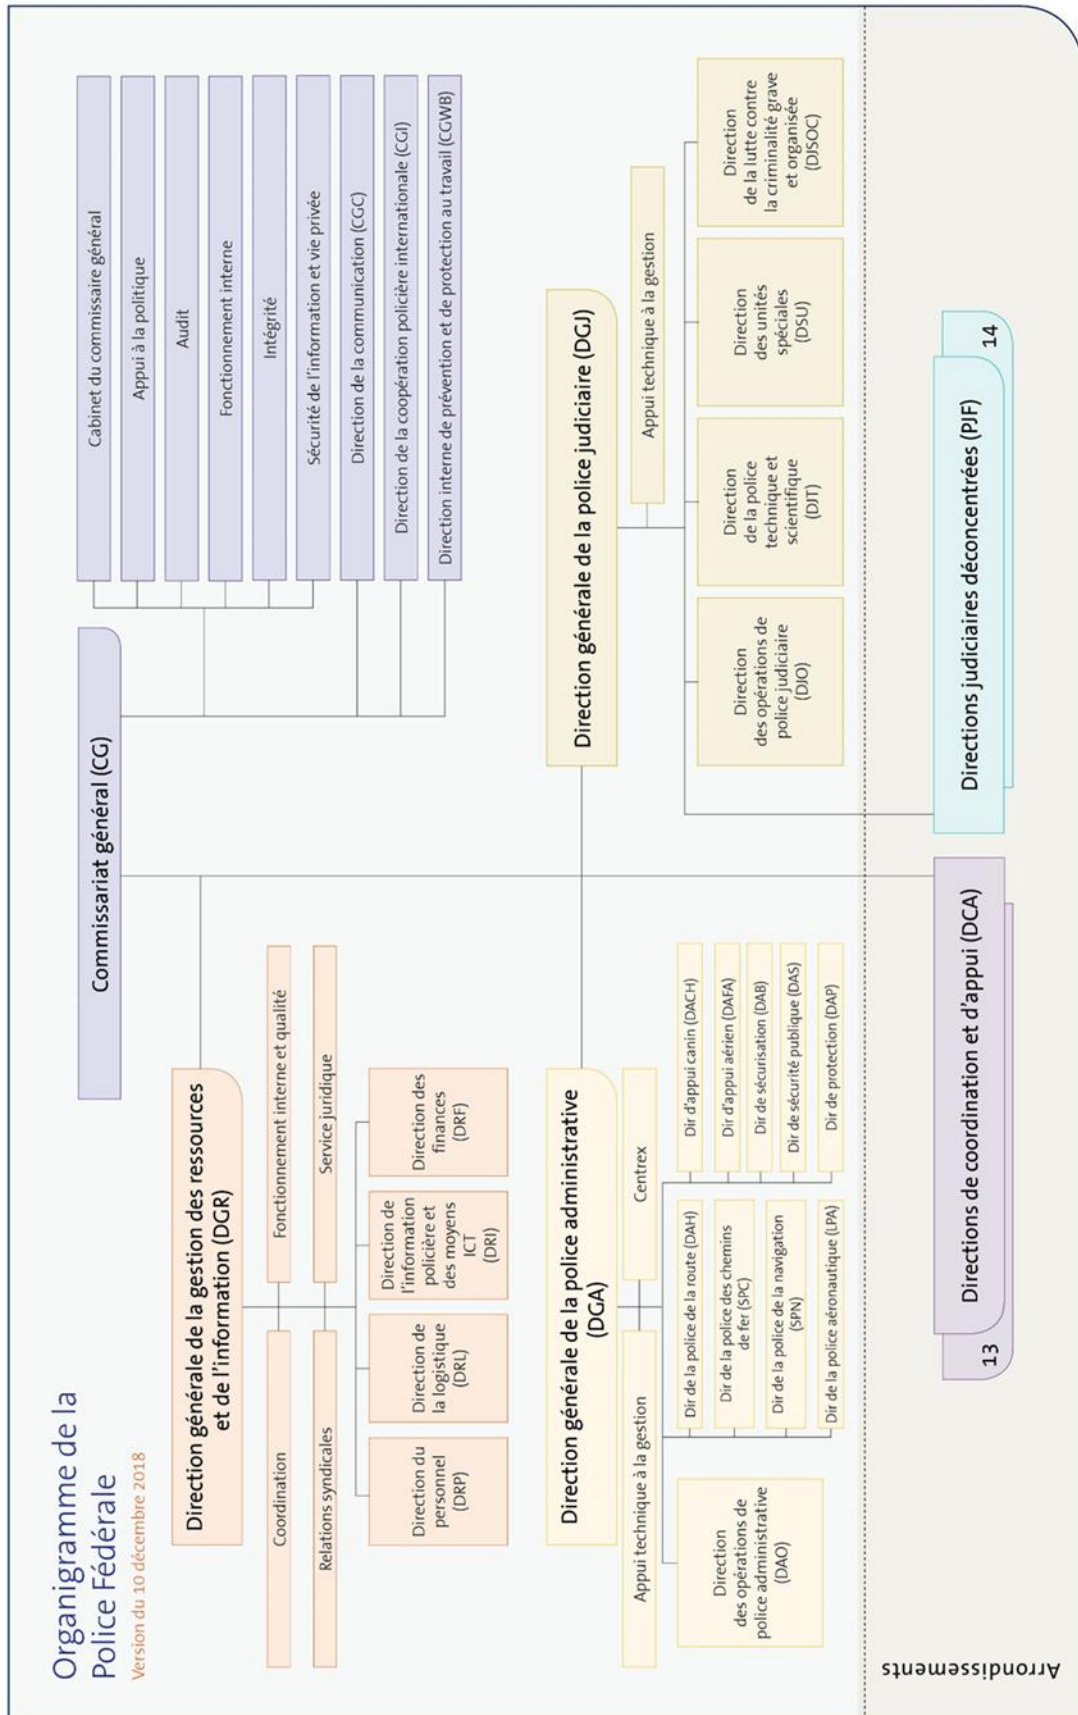 Organigramme de la
Police Fédérale
Version du 10 décembre 2018
Commissariat général (CG)
Cabinet du commissaire général
Appui à la politique
Audit
Fonctionnement interne
Intégrité
Sécurité de l'information et vie privée
Direction de la communication (CGC)
Direction de la coopération policière internationale (CGI)
Direction interne de prévention et de protection au travail (CGWB)
Direction générale de la gestion des ressources
et de l'information (DGR)
Coordination
Fonctionnement interne et qualité
Relations syndicales
Service juridique
Direction du
personnel
(DRP)
Direction de
la logistique
(DRL)
Direction de
l'information
policière et
des moyens
ICT
(DRI)
Direction des
finances
(DRF)
Direction générale de la police administrative
(DGA)
Appui technique à la gestion
Centrex
Direction
des opérations de
police administrative
(DAO)
Dir de la police de la route (DAH)
Dir de la police des chemins
de fer (SPC)
Dir de la police de la navigation
(SPN)
Dir de la police aéronautique (LPA)
Dir d'appui canin (DACH)
Dir d'appui aérien (DAFA)
Dir de sécurisation (DAB)
Dir de sécurité publique (DAS)
Dir de protection (DAP)
Direction générale de la police judiciaire (DGJ)
Appui technique à la gestion
Direction
des opérations de
police judiciaire
(DJO)
Direction
de la police
technique et
scientifique
(DJT)
Direction
des unités
spéciales
(DSU)
Direction
de la lutte contre
la criminalité grave
et organisée
(DJSOC)
Arrondissements
13
Directions de coordination et d'appui (DCA)
Directions judiciaires déconcentrées (PJF)
14